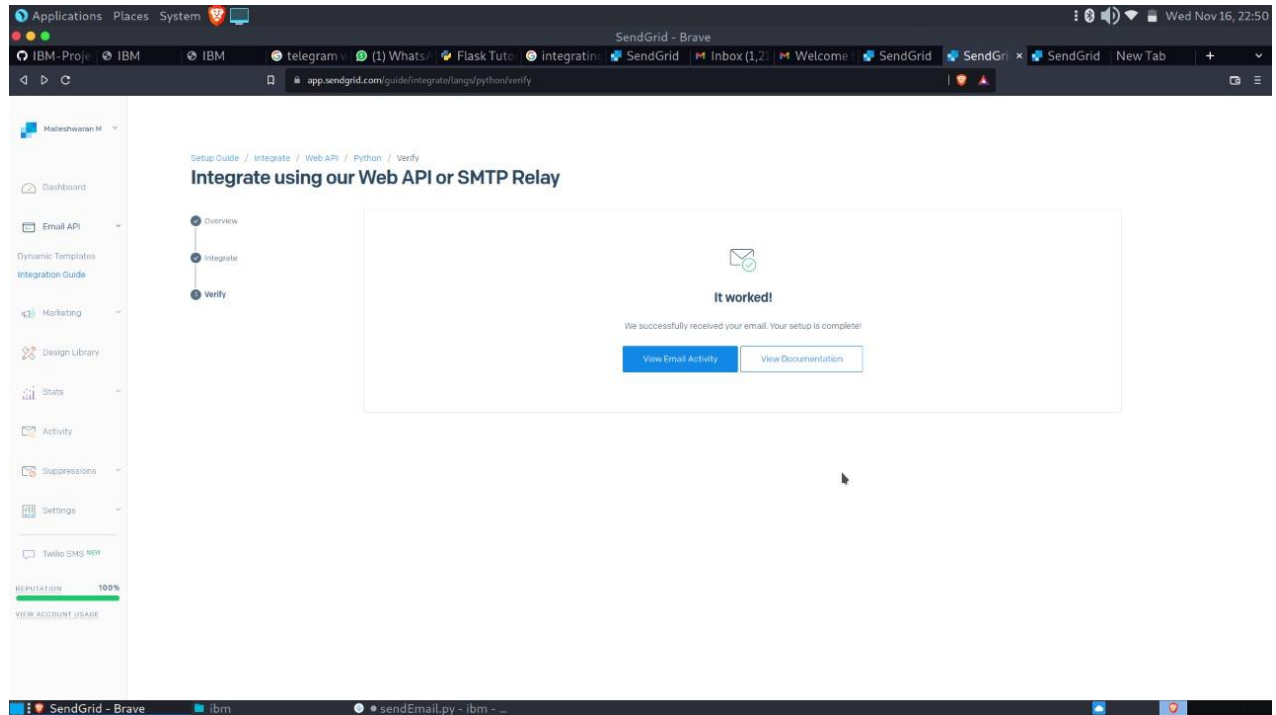 Applications Places System
Wed Nov 16, 22:50
SendGrid - Brave
IBM-Proje IBM IBM telegram v (1) Whats Flask Tuto integrating SendGrid Inbox (1,21 Welcome SendGrid SendGri × SendGrid New Tab +
app.sendgrid.com/guide/integrate/langs/python/verify
Malleshwaran M
Dashboard
Email API
Dynamic Templates
Integration Guide
Marketing
Design Library
Stats
Activity
Suppressions
Settings
Twilio SMS NEW
REPUTATION 100%
VIEW ACCOUNT USAGE
Setup Guide / Integrate / Web API / Python / Verify
Integrate using our Web API or SMTP Relay
Overview
Integrate
3 Verify
It worked!
We successfully received your email. Your setup is complete!
View Email Activity View Documentation
SendGrid - Brave ibm sendEmail.py - ibm - ...